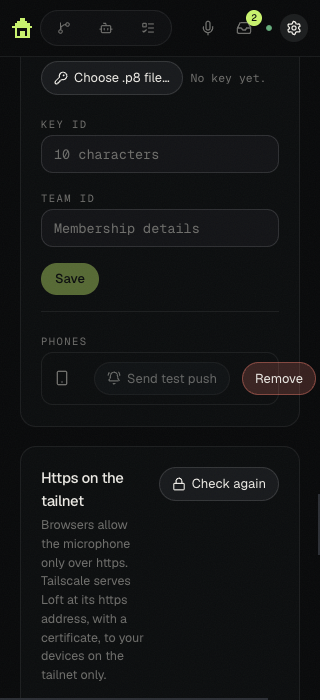 2
Choose .p8 file…
No key yet.
KEY ID
10 characters
TEAM ID
Membership details
Save
PHONES
Send test push
Remove
Https on the
tailnet
Check again
Browsers allow
the microphone
only over https.
Tailscale serves
Loft at its https
address, with a
certificate, to your
devices on the
tailnet only.